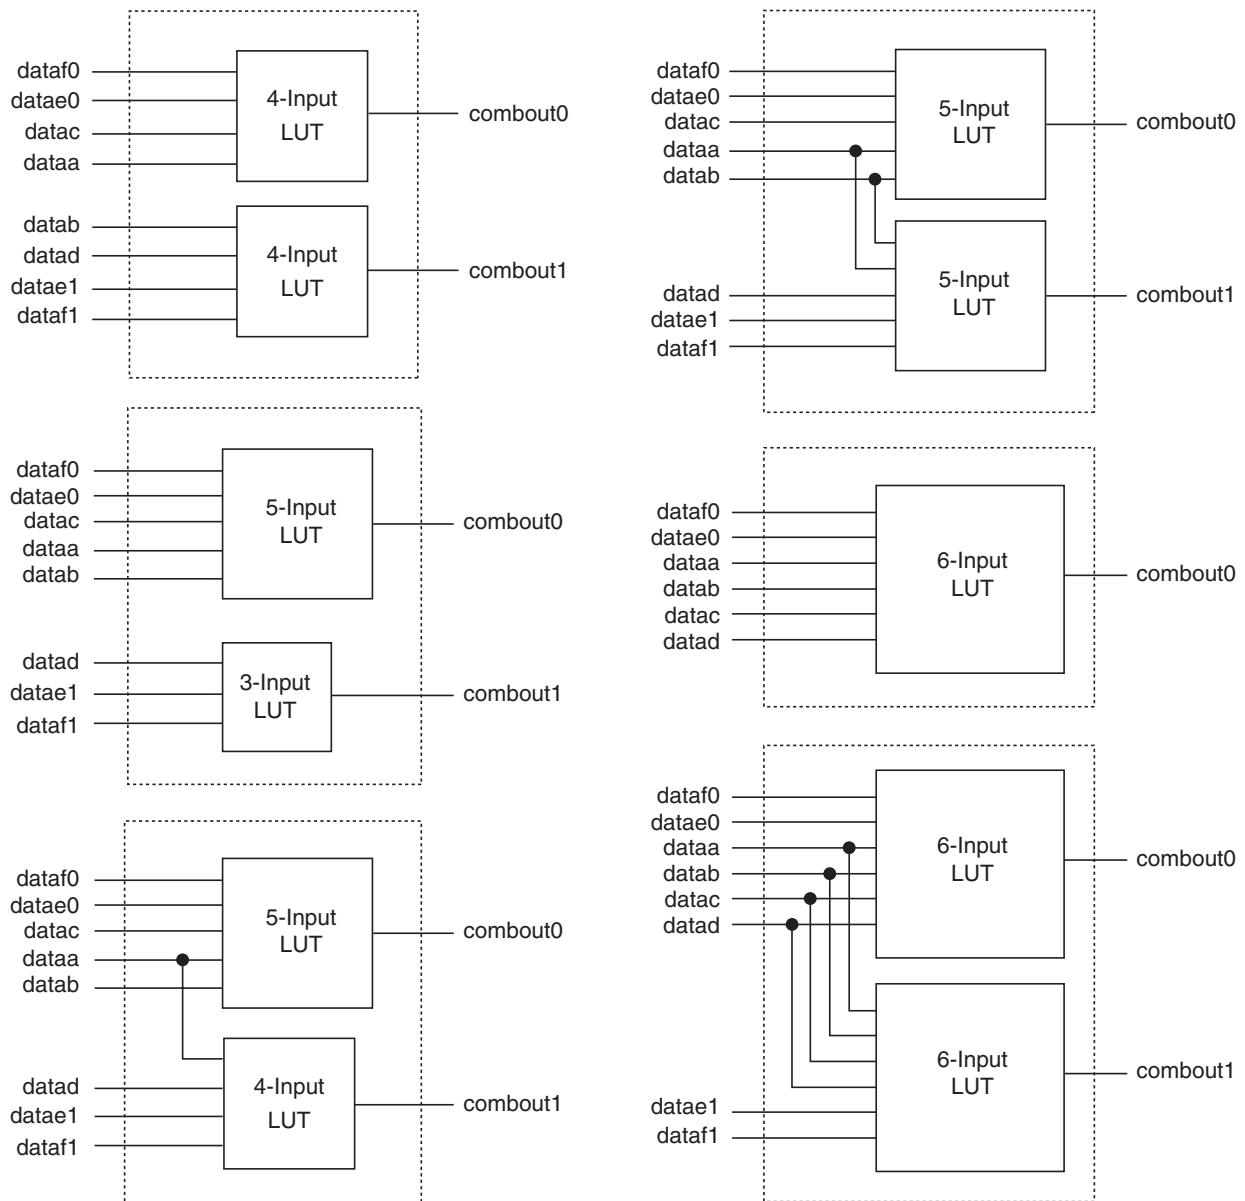 dataf0
datae0
datac
dataa
4-Input
LUT
combout0
datab
datad
datae1
dataf1
4-Input
LUT
combout1
dataf0
datae0
datac
dataa
datab
5-Input
LUT
combout0
datad
datae1
dataf1
3-Input
LUT
combout1
dataf0
datae0
datac
dataa
datab
5-Input
LUT
combout0
datad
datae1
dataf1
4-Input
LUT
combout1
dataf0
datae0
datac
dataa
datab
5-Input
LUT
combout0
datad
datae1
dataf1
5-Input
LUT
combout1
dataf0
datae0
dataa
datab
datac
datad
6-Input
LUT
combout0
dataf0
datae0
dataa
datab
datac
datad
6-Input
LUT
combout0
datae1
dataf1
6-Input
LUT
combout1